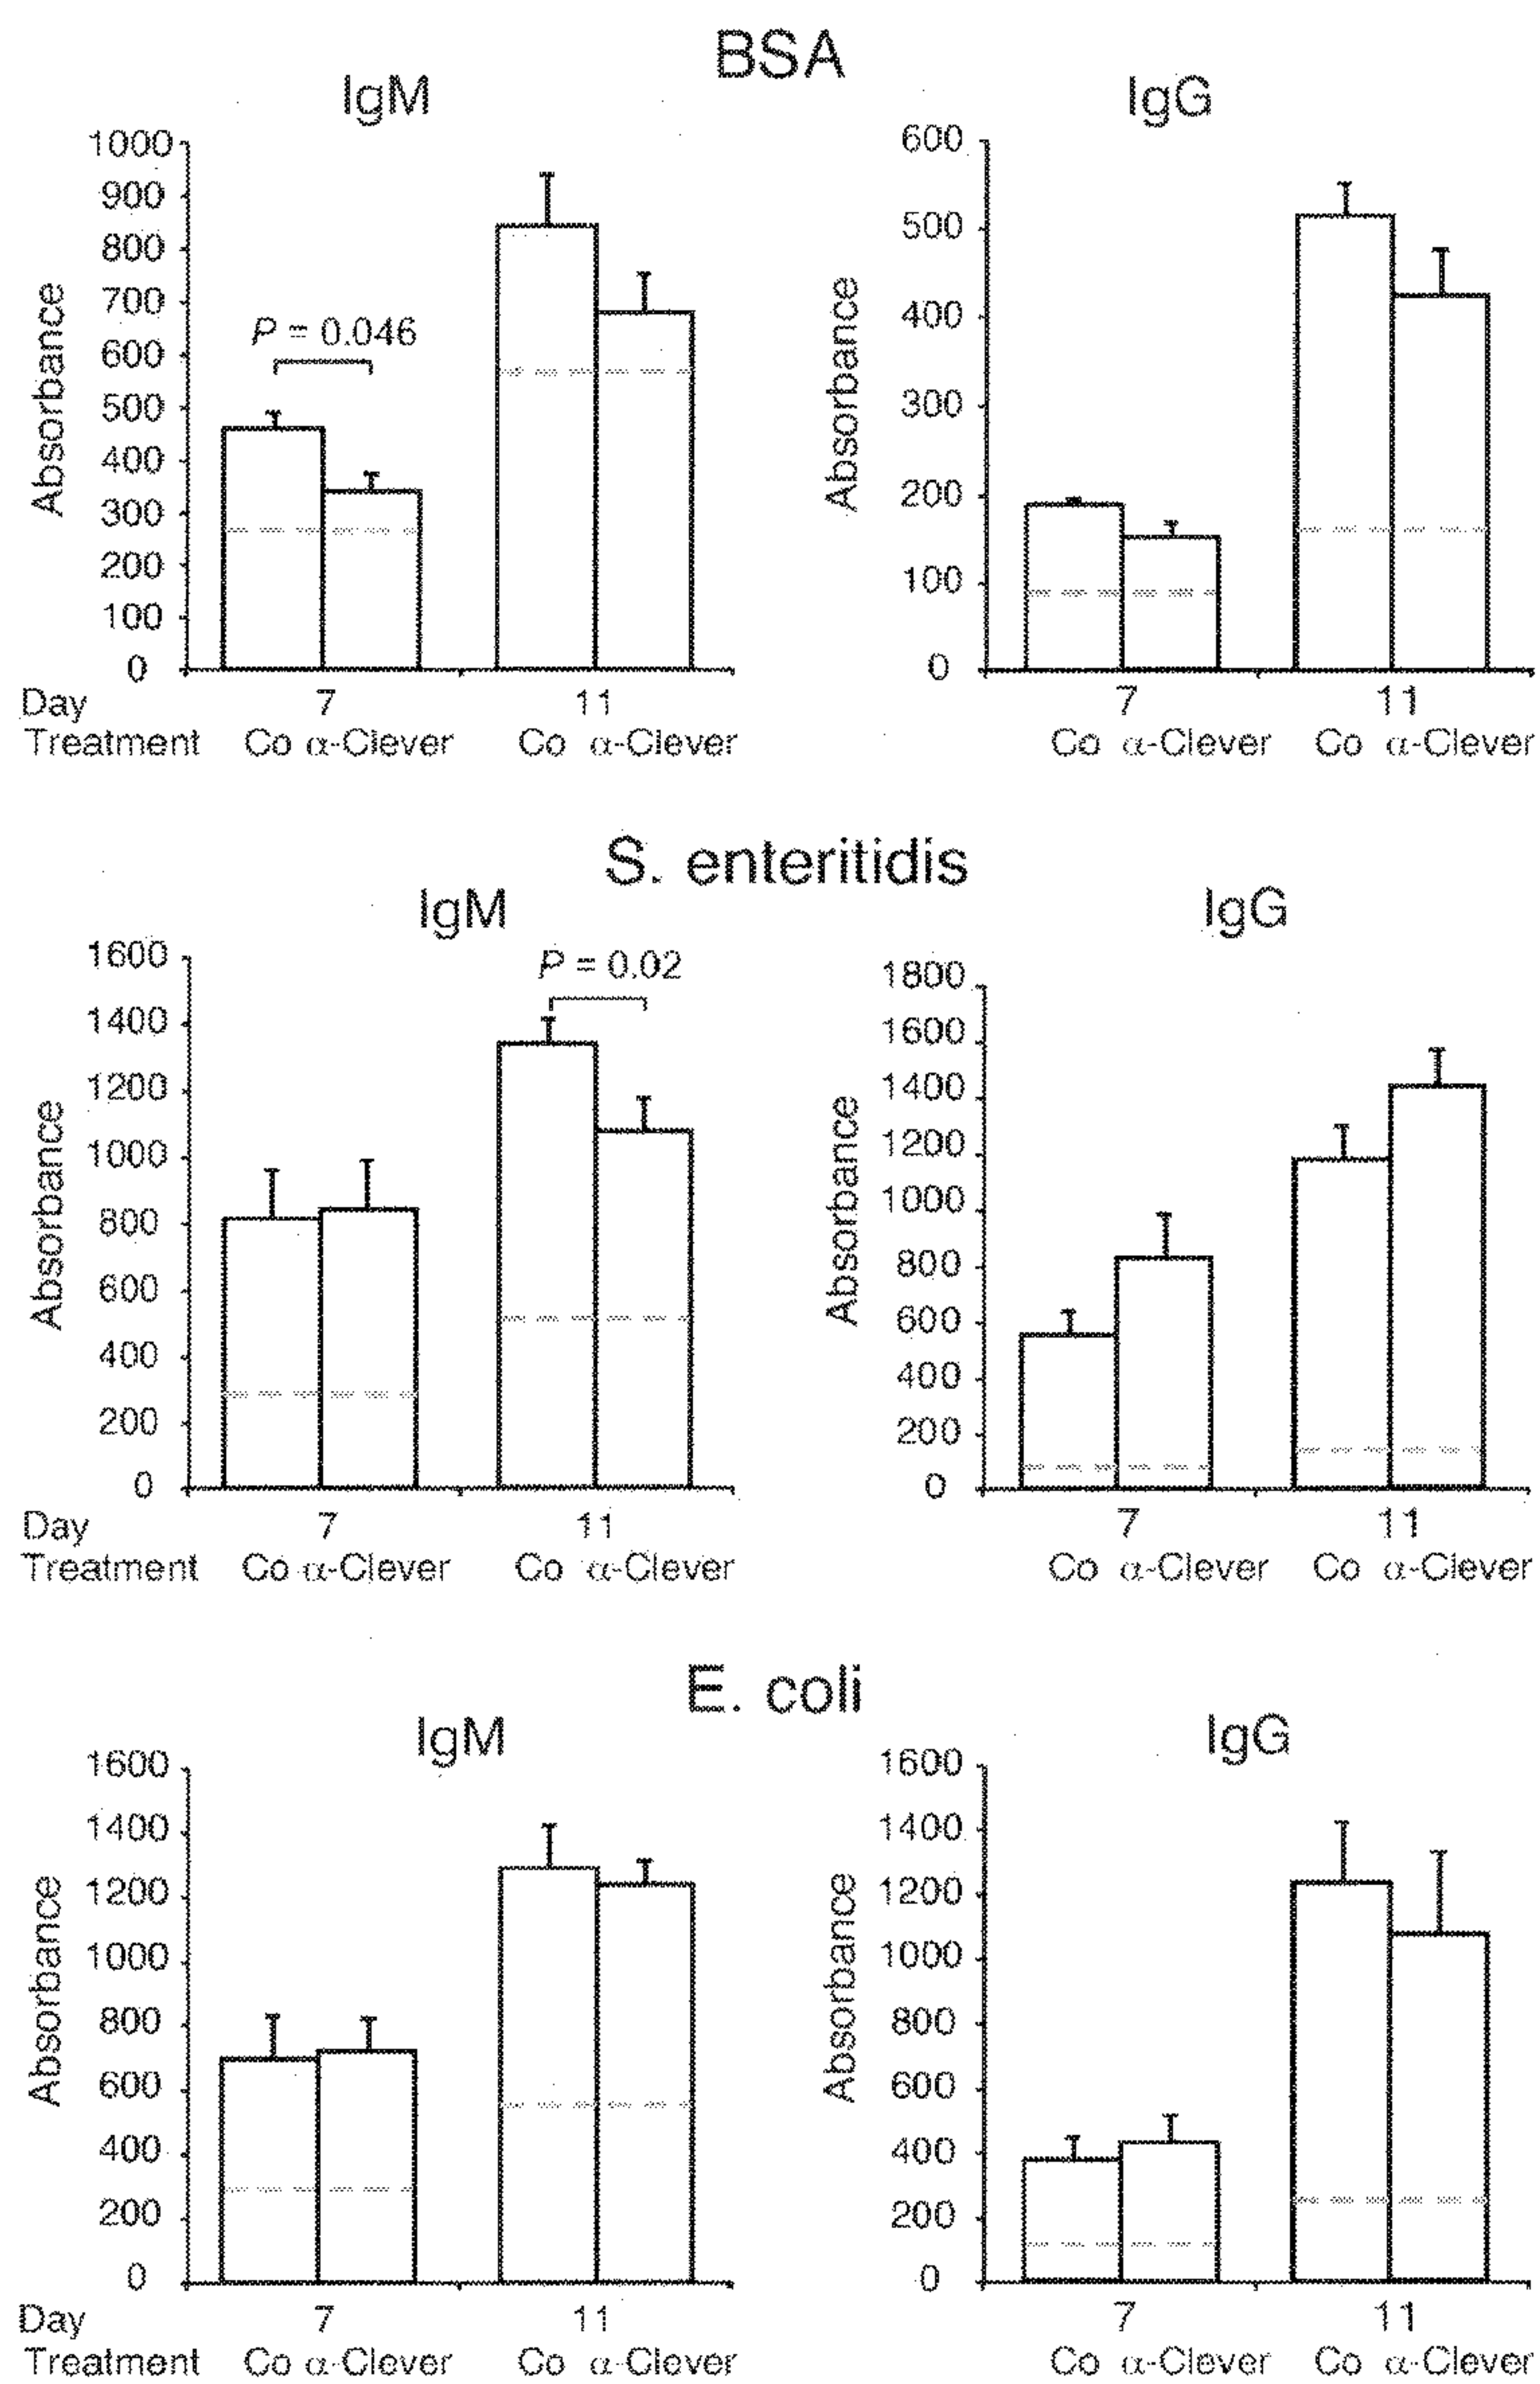 BSA
IgM
IgG
1000
900
800
700
600
500
400
300
200
100
0
Absorbance
P = 0.046
600
500
400
300
200
100
0
Absorbance
Day 7 11
Treatment Co α-Clever Co α-Clever
7 11
Co α-Clever Co α-Clever
S. enteritidis
IgM
IgG
1600
1400
1200
1000
800
600
400
200
0
Absorbance
P = 0.02
1800
1600
1400
1200
1000
800
600
400
200
0
Absorbance
Day 7 11
Treatment Co α-Clever Co α-Clever
7 11
Co α-Clever Co α-Clever
E. coli
IgM
IgG
1600
1400
1200
1000
800
600
400
200
0
Absorbance
1600
1400
1200
1000
800
600
400
200
0
Absorbance
Day 7 11
Treatment Co α-Clever Co α-Clever
7 11
Co α-Clever Co α-Clever